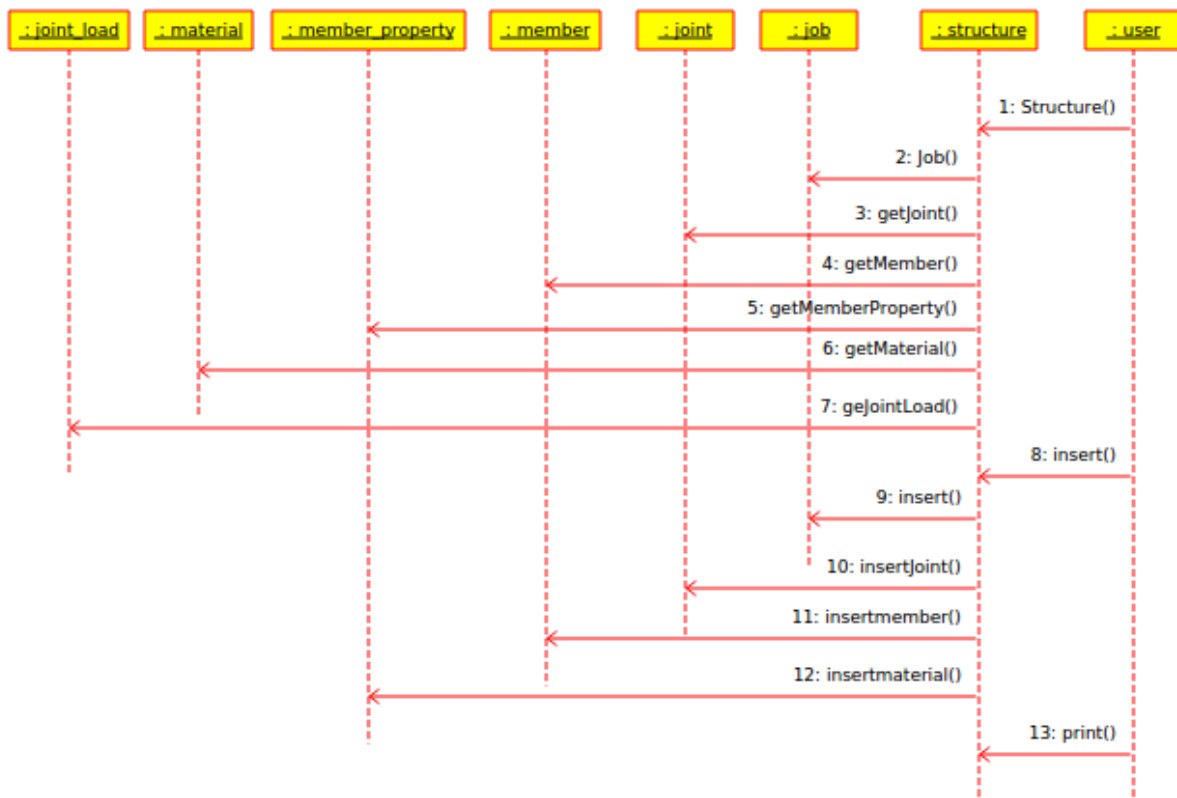 : joint_load
: material
: member_property
: member
: joint
: job
: structure
: user
1: Structure()
2: Job()
3: getJoint()
4: getMember()
5: getMemberProperty()
6: getMaterial()
7: geJointLoad()
8: insert()
9: insert()
10: insertJoint()
11: insertmember()
12: insertmaterial()
13: print()